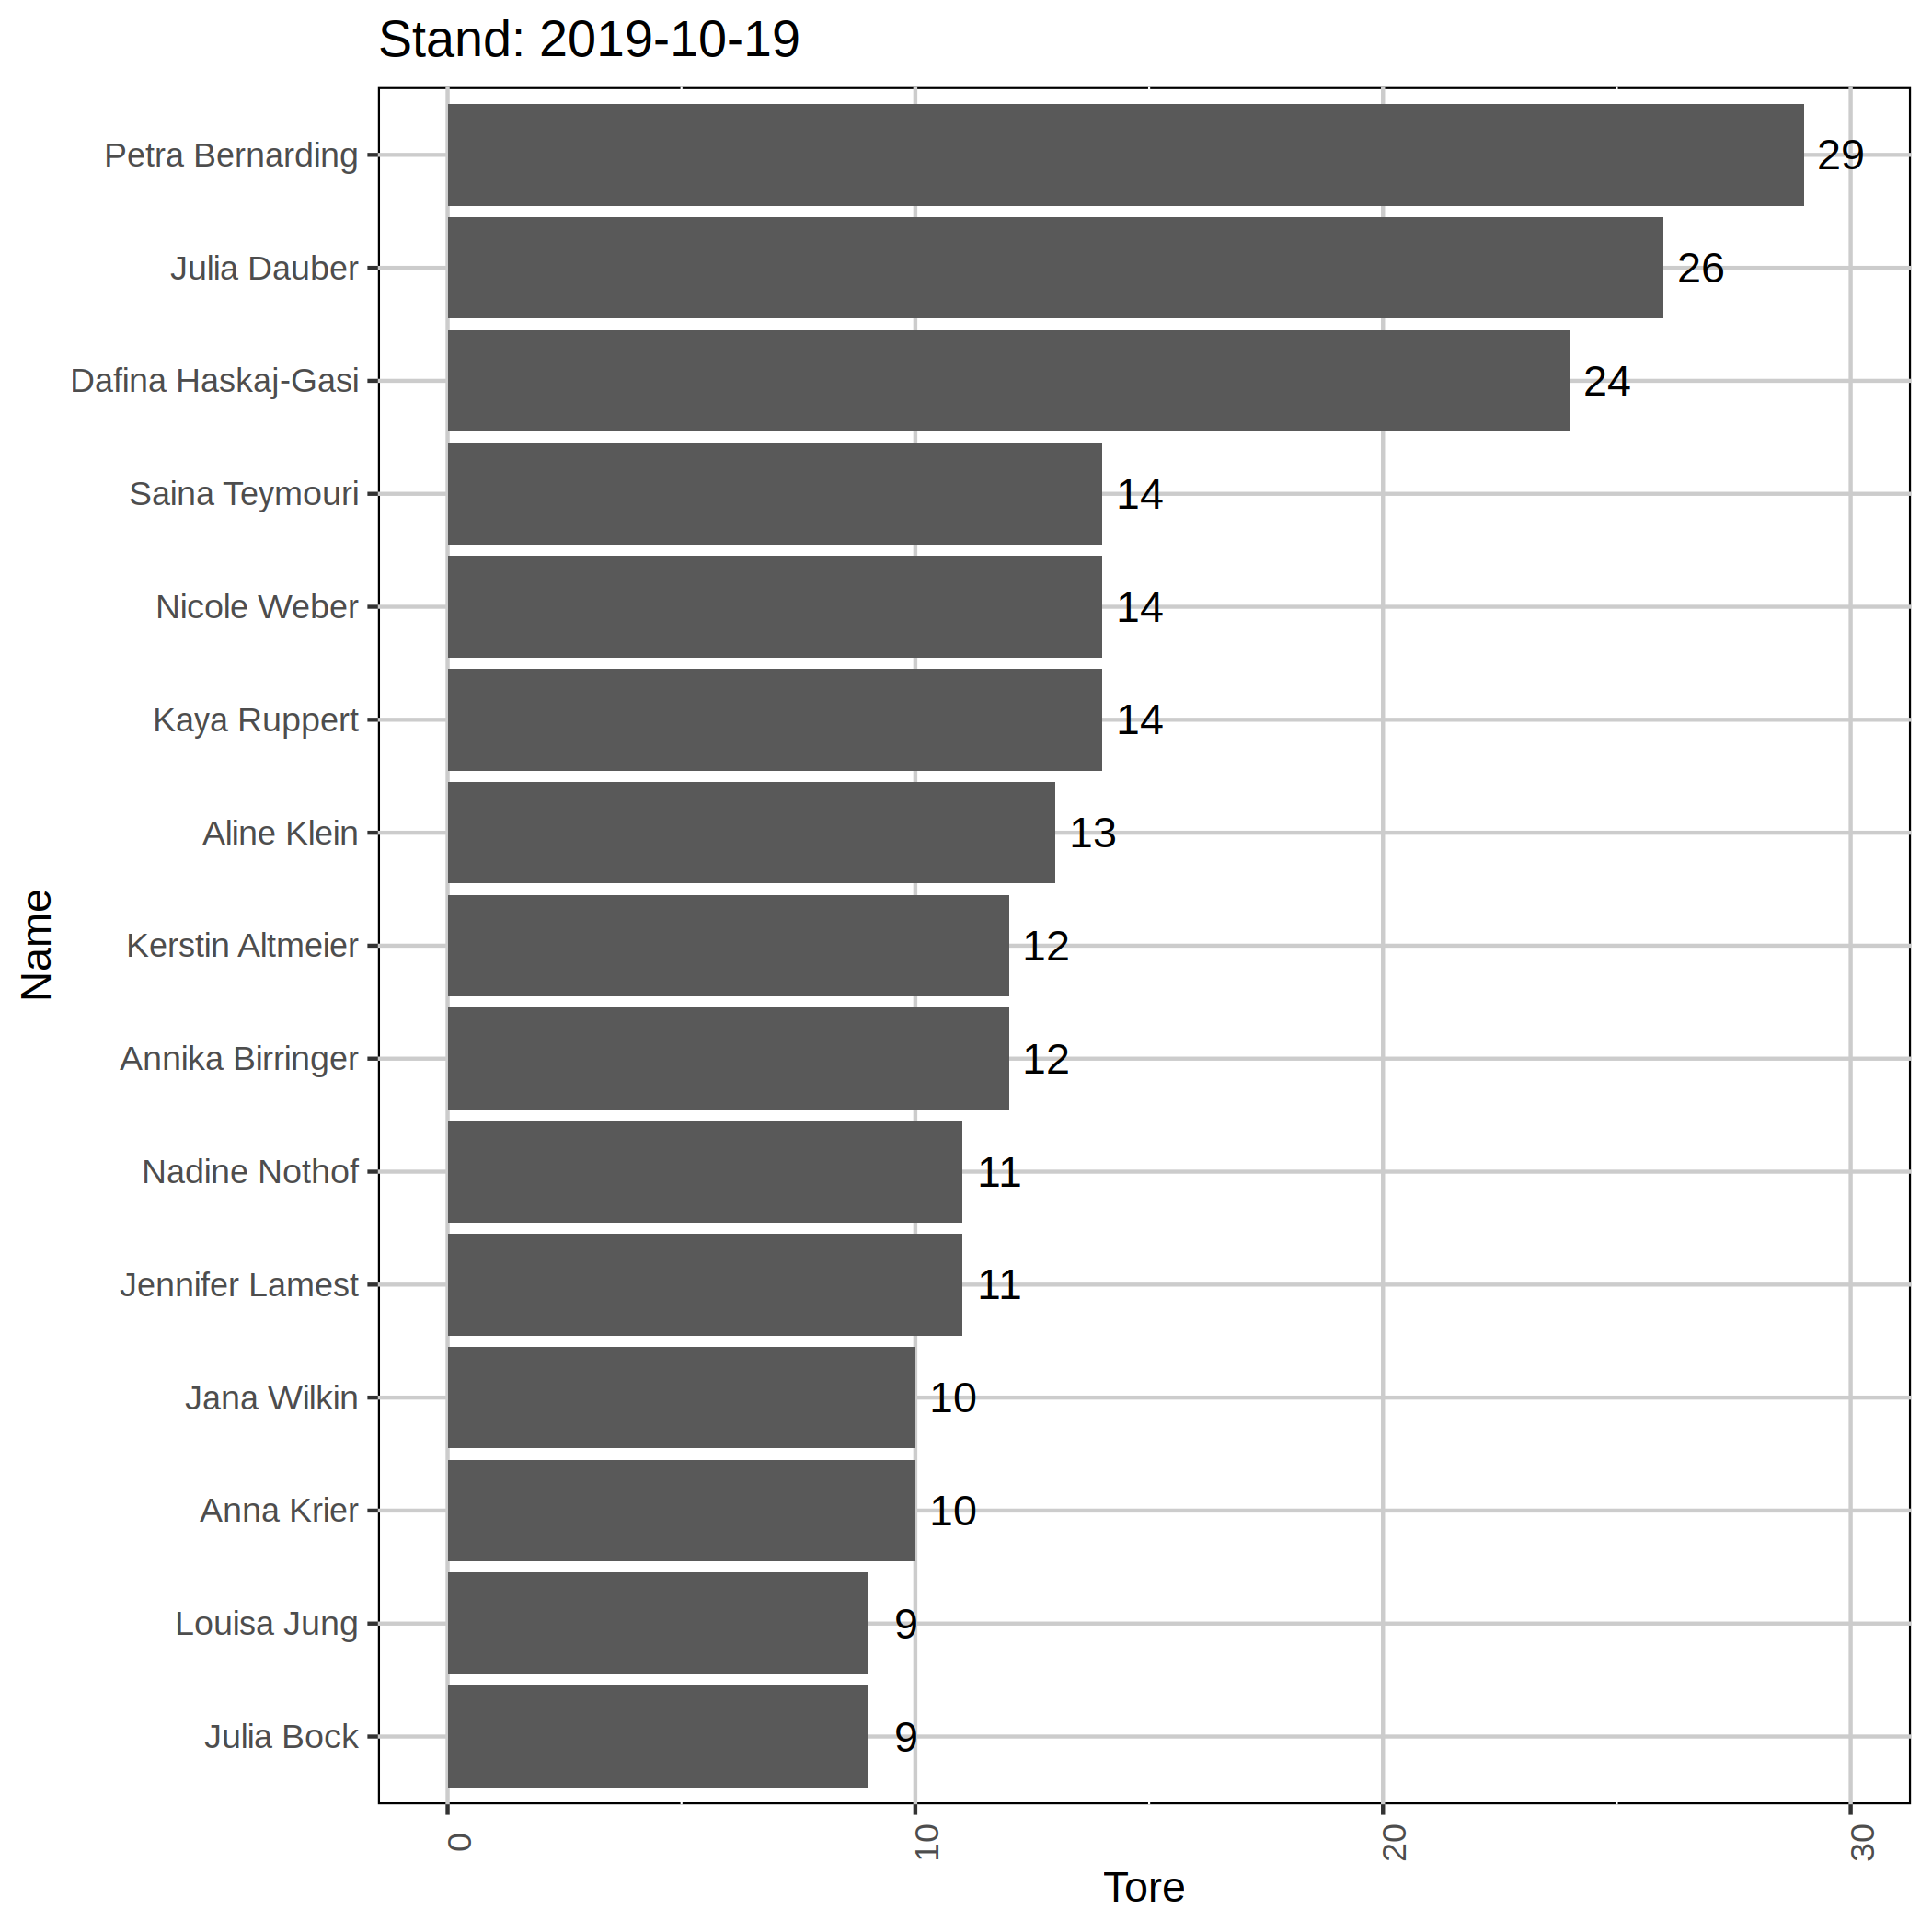 Stand: 2019-10-19
Petra Bernarding 29
Julia Dauber 26
Dafina Haskaj-Gasi 24
Saina Teymouri 14
Nicole Weber 14
Kaya Ruppert 14
Aline Klein 13
Kerstin Altmeier 12
Annika Birringer 12
Nadine Nothof 11
Jennifer Lamest 11
Jana Wilkin 10
Anna Krier 10
Louisa Jung 9
Julia Bock 9
Name
0 10 20 30
Tore